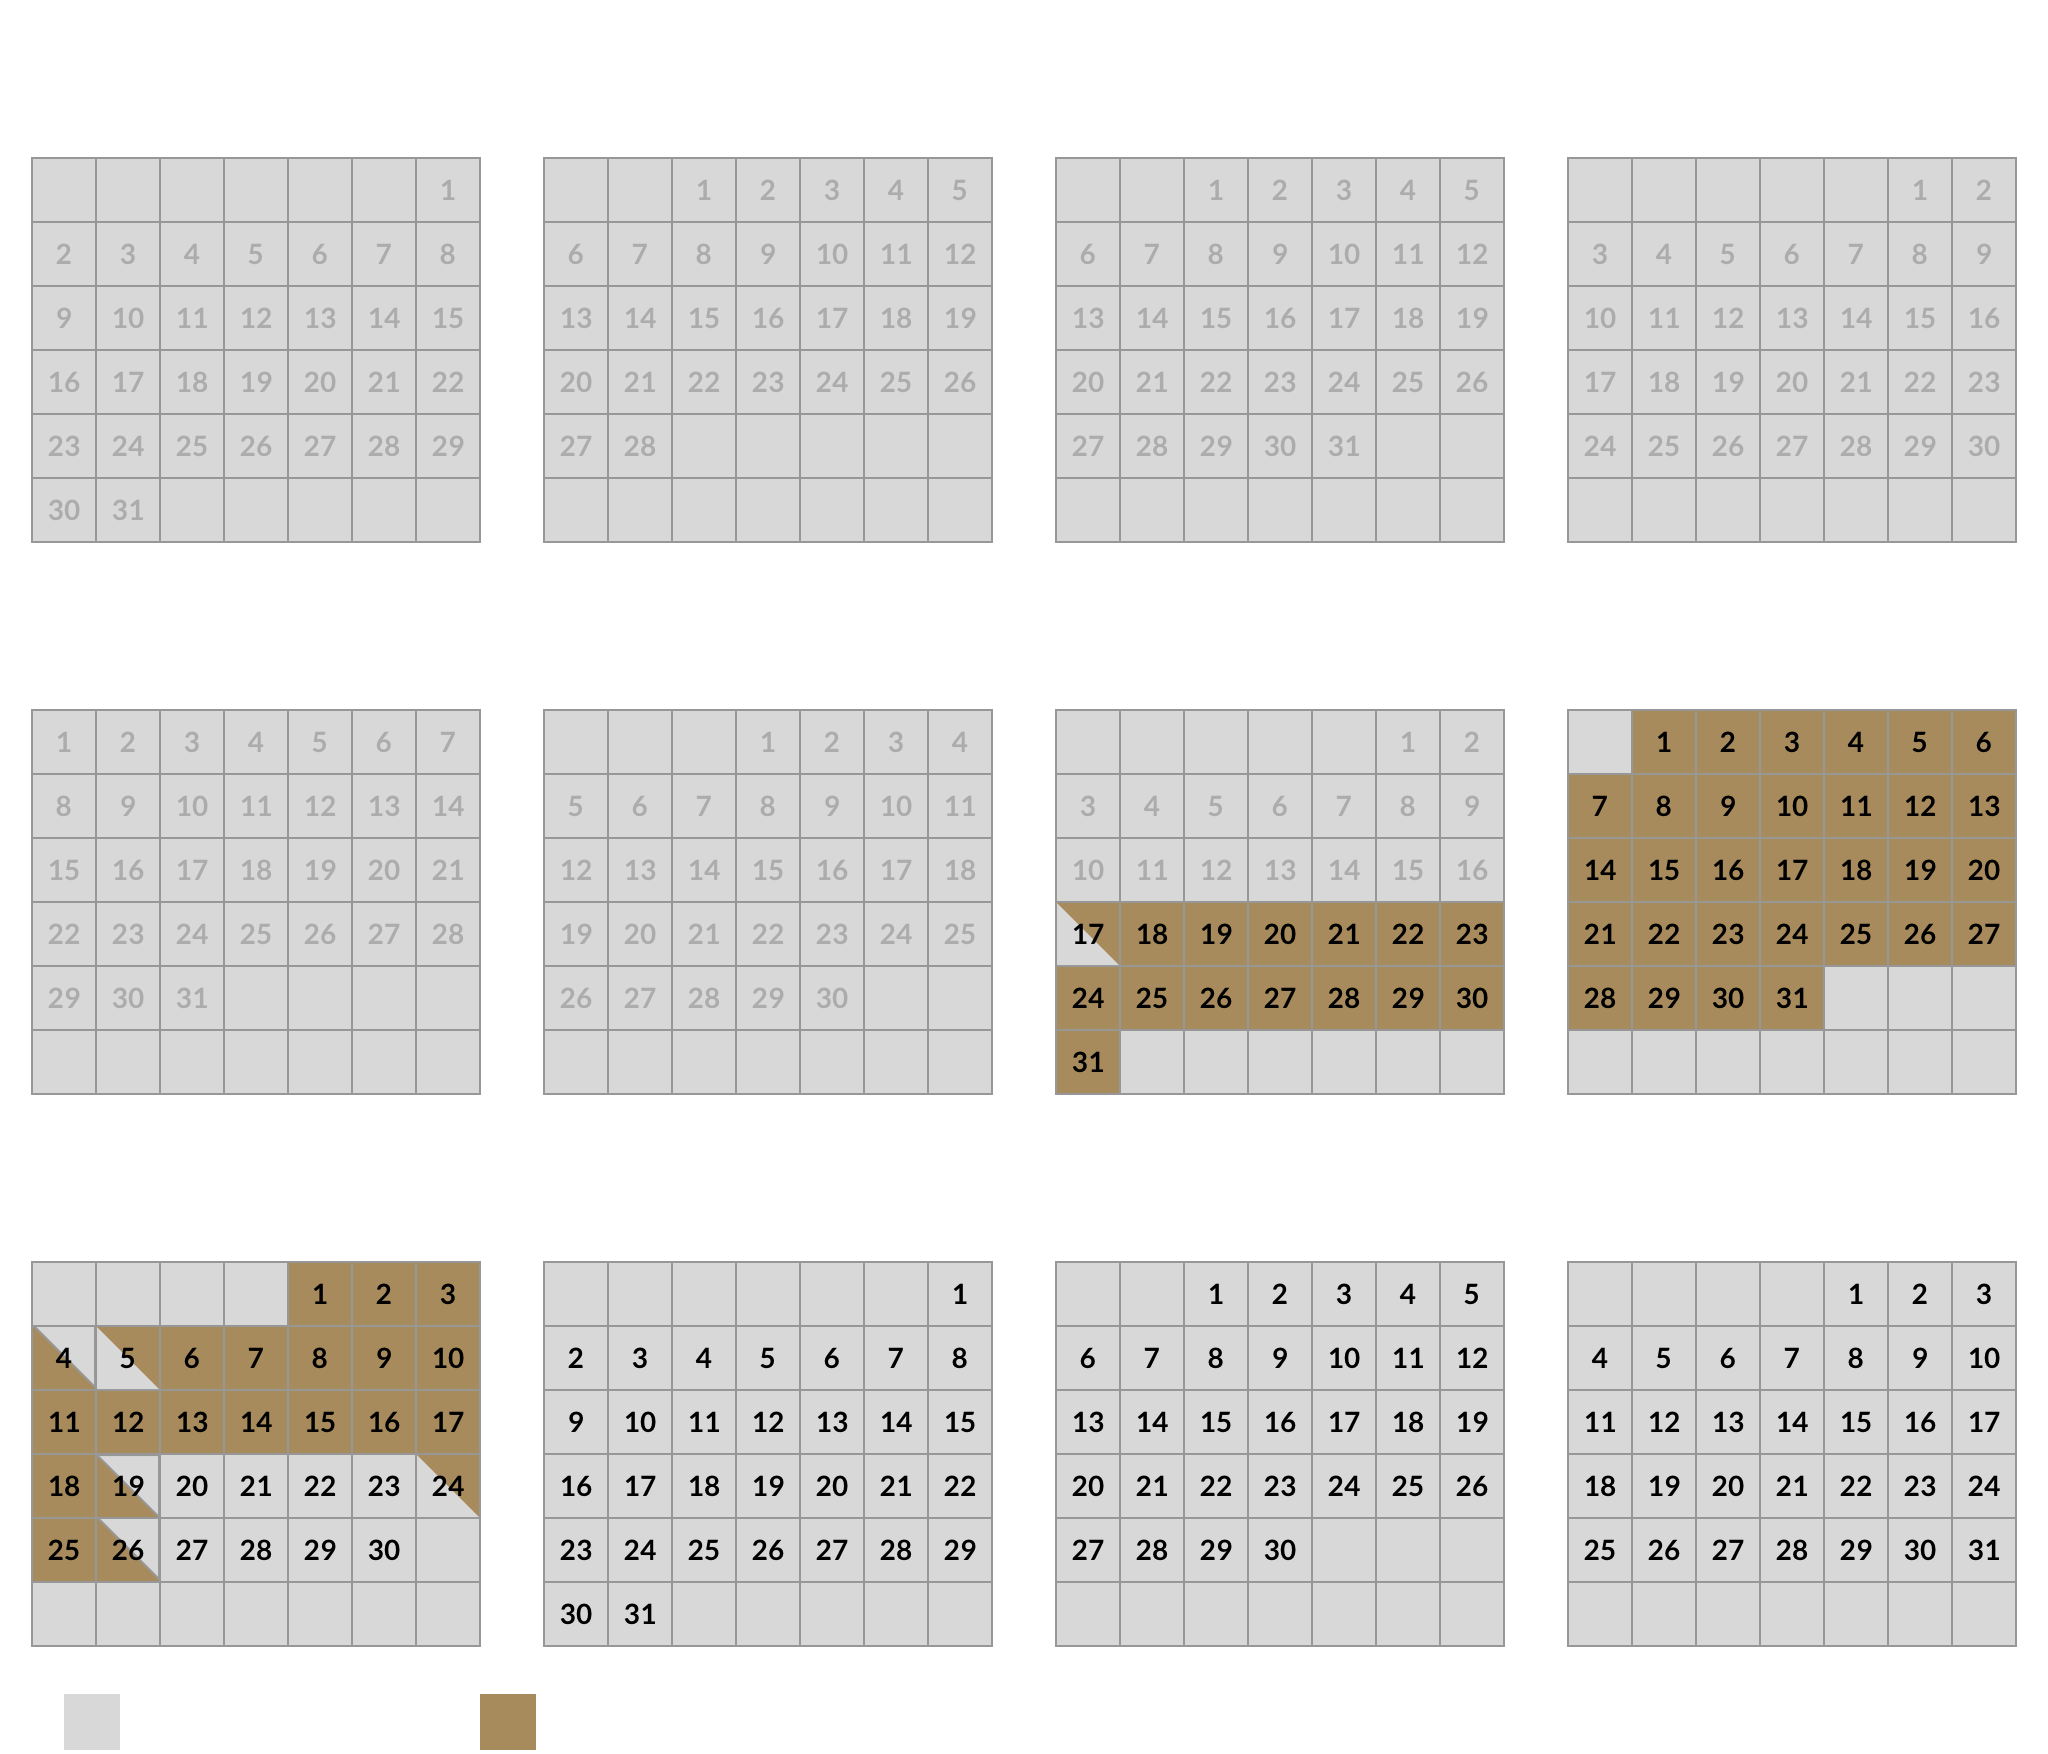 1
2 3 4 5 6 7 8
9 10 11 12 13 14 15
16 17 18 19 20 21 22
23 24 25 26 27 28 29
30 31
1 2 3 4 5
6 7 8 9 10 11 12
13 14 15 16 17 18 19
20 21 22 23 24 25 26
27 28
1 2 3 4 5
6 7 8 9 10 11 12
13 14 15 16 17 18 19
20 21 22 23 24 25 26
27 28 29 30 31
1 2
3 4 5 6 7 8 9
10 11 12 13 14 15 16
17 18 19 20 21 22 23
24 25 26 27 28 29 30
1 2 3 4 5 6 7
8 9 10 11 12 13 14
15 16 17 18 19 20 21
22 23 24 25 26 27 28
29 30 31
1 2 3 4
5 6 7 8 9 10 11
12 13 14 15 16 17 18
19 20 21 22 23 24 25
26 27 28 29 30
1 2
3 4 5 6 7 8 9
10 11 12 13 14 15 16
17 18 19 20 21 22 23
24 25 26 27 28 29 30
31
1 2 3 4 5 6
7 8 9 10 11 12 13
14 15 16 17 18 19 20
21 22 23 24 25 26 27
28 29 30 31
1 2 3
4 5 6 7 8 9 10
11 12 13 14 15 16 17
18 19 20 21 22 23 24
25 26 27 28 29 30
1
2 3 4 5 6 7 8
9 10 11 12 13 14 15
16 17 18 19 20 21 22
23 24 25 26 27 28 29
30 31
1 2 3 4 5
6 7 8 9 10 11 12
13 14 15 16 17 18 19
20 21 22 23 24 25 26
27 28 29 30
1 2 3
4 5 6 7 8 9 10
11 12 13 14 15 16 17
18 19 20 21 22 23 24
25 26 27 28 29 30 31